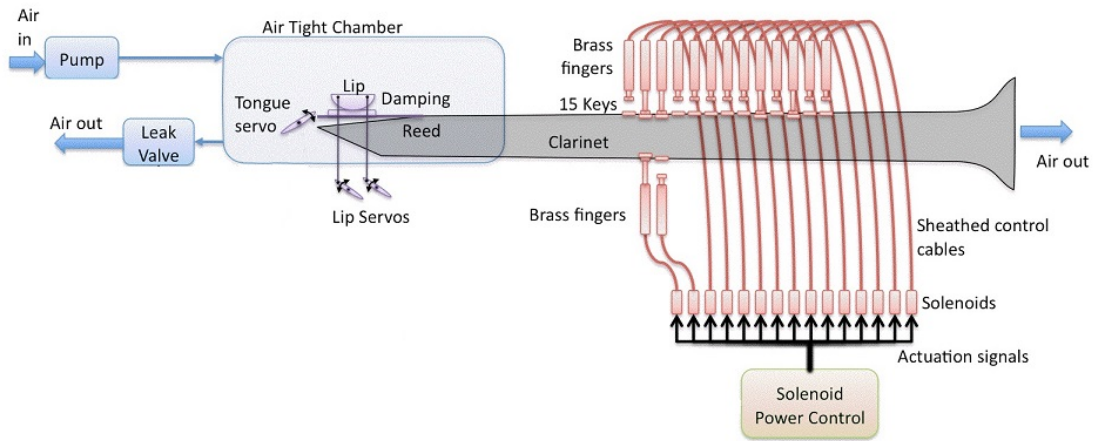 Air
in
Pump
Air out
Leak
Valve
Air Tight Chamber
Tongue
servo
Lip
Damping
Reed
Lip Servos
Clarinet
Brass
fingers
15 Keys
Brass fingers
Air out
Sheathed control
cables
Solenoids
Actuation signals
Solenoid
Power Control